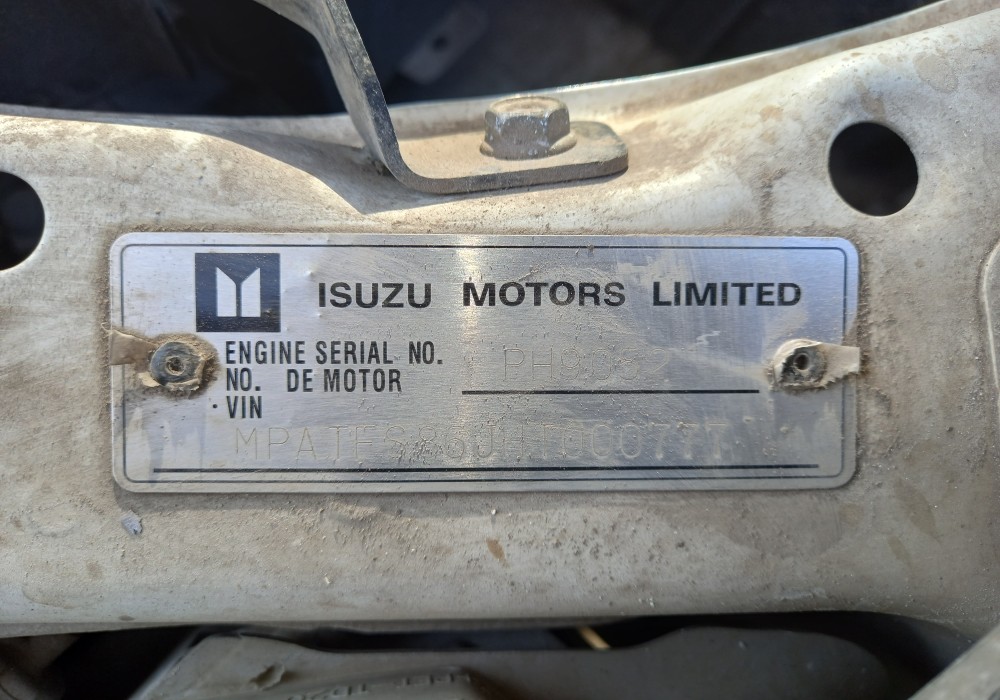 ISUZU MOTORS LIMITED
ENGINE SERIAL NO.
NO. DE MOTOR
VIN